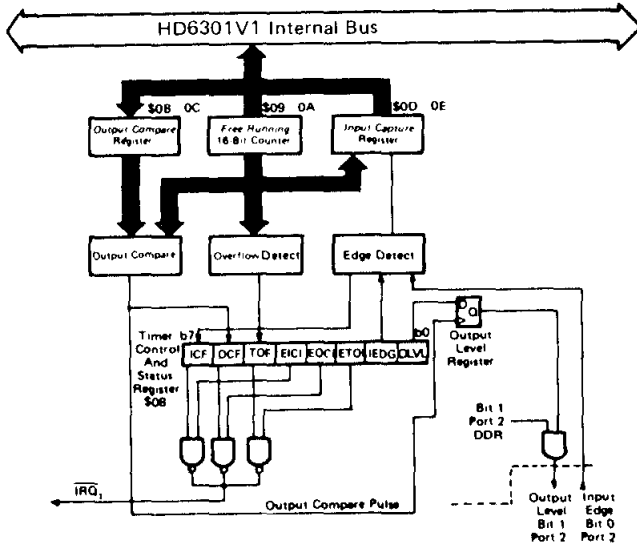 HD6301V1 Internal Bus
$0B 0C
$09 0A
$0D 0E
Output Compare
Register
Free Running
16-Bit Counter
Input Capture
Register
Output Compare
Overflow Detect
Edge Detect
Timer
Control
And
Status
Register
$08
b7
b0
ICF
OCF
TOF
EICI
EOCI
ETOI
IEDG
OLVL
D
Q
Output
Level
Register
Bit 1
Port 2
DDR
IRQ₁
Output Compare Pulse
Output
Level
Bit 1
Port 2
Input
Edge
Bit 0
Port 2